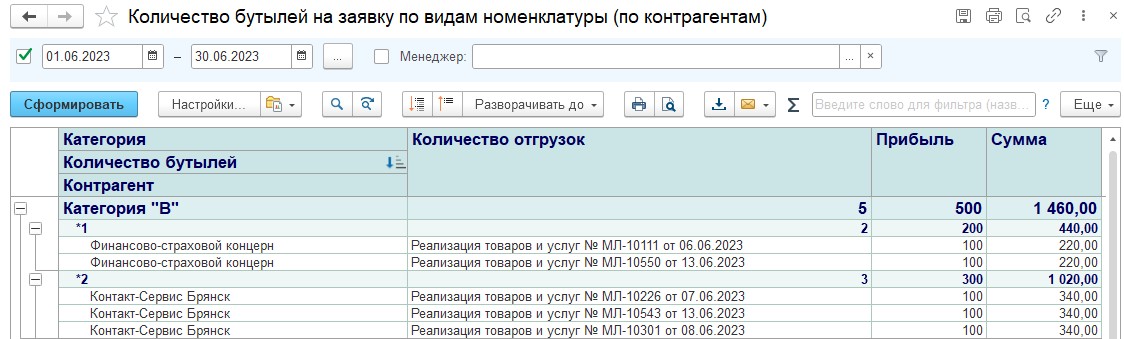 Количество бутылей на заявку по видам номенклатуры (по контрагентам)
01.06.2023 – 30.06.2023 ... Менеджер: ... ×
Сформировать Настройки... Разворачивать до Σ Введите слово для фильтра (назв... ? Еще
Категория Количество отгрузок Прибыль Сумма
Количество бутылей
Контрагент
Категория "В" 5 500 1 460,00
*1 2 200 440,00
Финансово-страховой концерн Реализация товаров и услуг № МЛ-10111 от 06.06.2023 100 220,00
Финансово-страховой концерн Реализация товаров и услуг № МЛ-10550 от 13.06.2023 100 220,00
*2 3 300 1 020,00
Контакт-Сервис Брянск Реализация товаров и услуг № МЛ-10226 от 07.06.2023 100 340,00
Контакт-Сервис Брянск Реализация товаров и услуг № МЛ-10543 от 13.06.2023 100 340,00
Контакт-Сервис Брянск Реализация товаров и услуг № МЛ-10301 от 08.06.2023 100 340,00